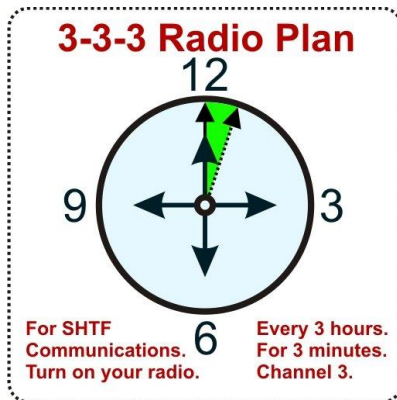 3-3-3 Radio Plan
12
9
3
6
For SHTF
Communications.
Turn on your radio.
Every 3 hours.
For 3 minutes.
Channel 3.